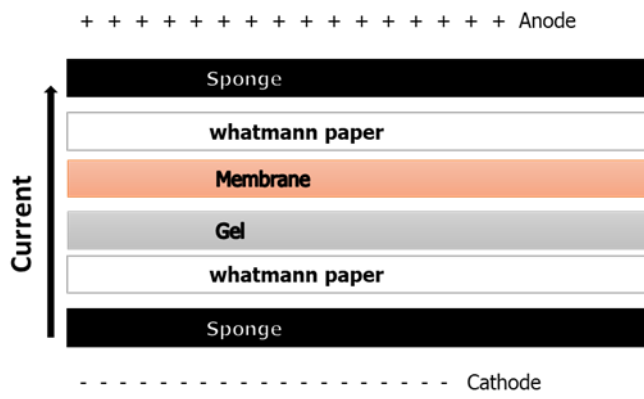 + + + + + + + + + + + + + + + + Anode
Sponge
whatmann paper
Membrane
Gel
whatmann paper
Sponge
- - - - - - - - - - - - - - - - - - - Cathode
Current